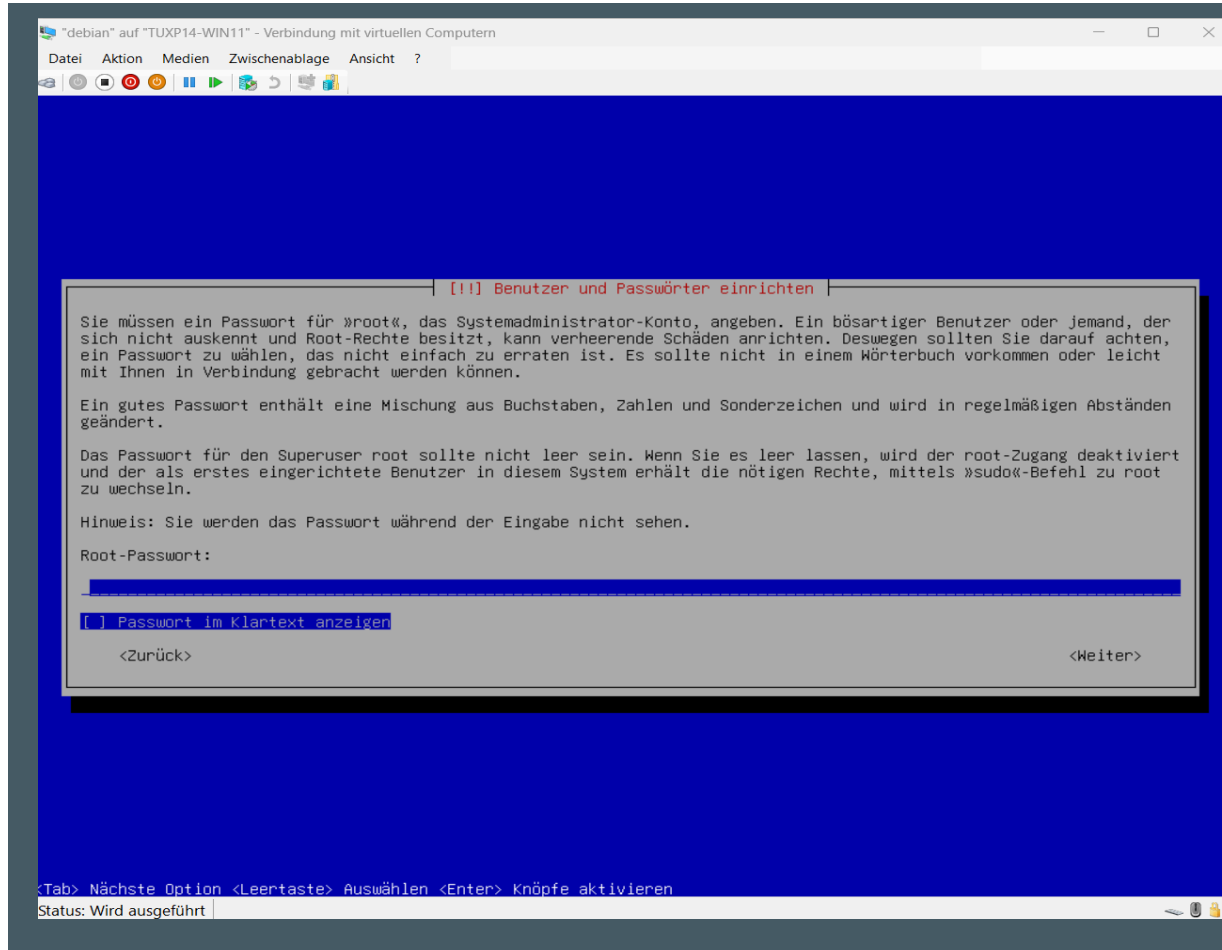 "debian" auf "TUXP14-WIN11" - Verbindung mit virtuellen Computern
Datei Aktion Medien Zwischenablage Ansicht ?
[!!] Benutzer und Passwörter einrichten
Sie müssen ein Passwort für »root«, das Systemadministrator-Konto, angeben. Ein bösartiger Benutzer oder jemand, der
sich nicht auskennt und Root-Rechte besitzt, kann verheerende Schäden anrichten. Deswegen sollten Sie darauf achten,
ein Passwort zu wählen, das nicht einfach zu erraten ist. Es sollte nicht in einem Wörterbuch vorkommen oder leicht
mit Ihnen in Verbindung gebracht werden können.
Ein gutes Passwort enthält eine Mischung aus Buchstaben, Zahlen und Sonderzeichen und wird in regelmäßigen Abständen
geändert.
Das Passwort für den Superuser root sollte nicht leer sein. Wenn Sie es leer lassen, wird der root-Zugang deaktiviert
und der als erstes eingerichtete Benutzer in diesem System erhält die nötigen Rechte, mittels »sudo«-Befehl zu root
zu wechseln.
Hinweis: Sie werden das Passwort während der Eingabe nicht sehen.
Root-Passwort:
[ ] Passwort im Klartext anzeigen
<Zurück> <Weiter>
<Tab> Nächste Option <Leertaste> Auswählen <Enter> Knöpfe aktivieren
Status: Wird ausgeführt